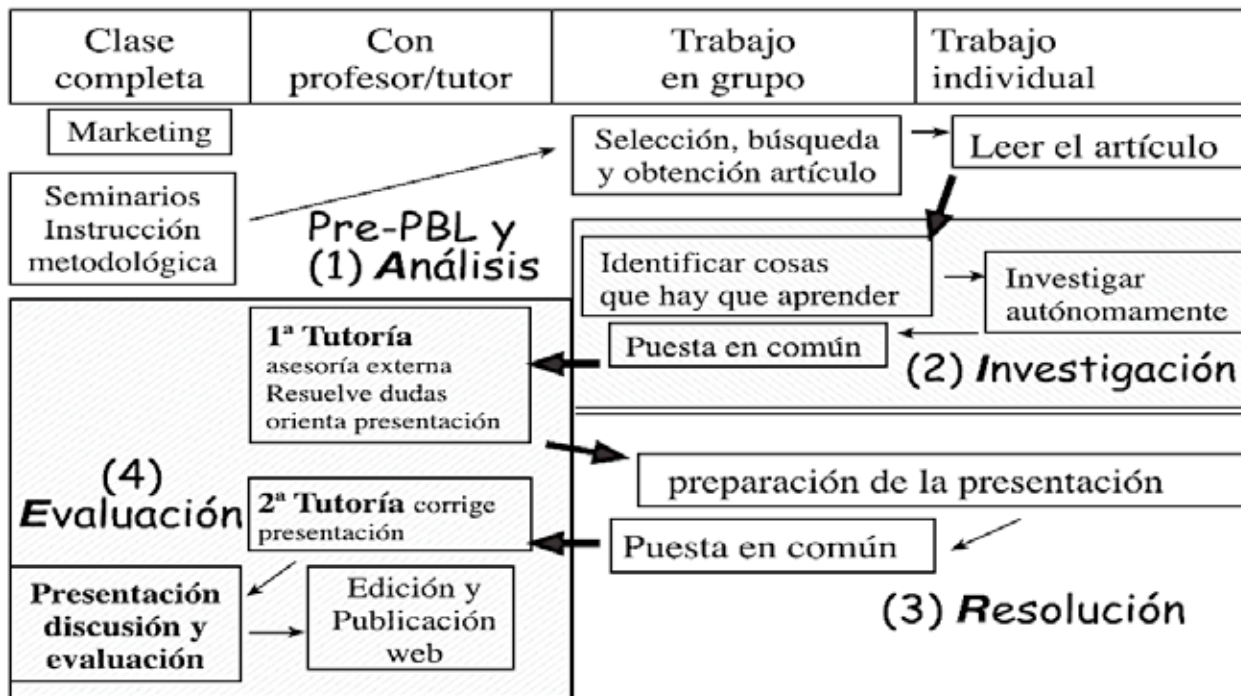 Clase
completa
Con
profesor/tutor
Trabajo
en grupo
Trabajo
individual
Marketing
Seminarios
Instrucción
metodológica
Selección, búsqueda
y obtención artículo
Leer el artículo
Pre-PBL y
(1) Análisis
Identificar cosas
que hay que aprender
Investigar
autónomamente
Puesta en común
(2) Investigación
1ª Tutoría
asesoría externa
Resuelve dudas
orienta presentación
preparación de la presentación
Puesta en común
(3) Resolución
(4)
Evaluación
2ª Tutoría corrige
presentación
Presentación
discusión y
evaluación
Edición y
Publicación
web